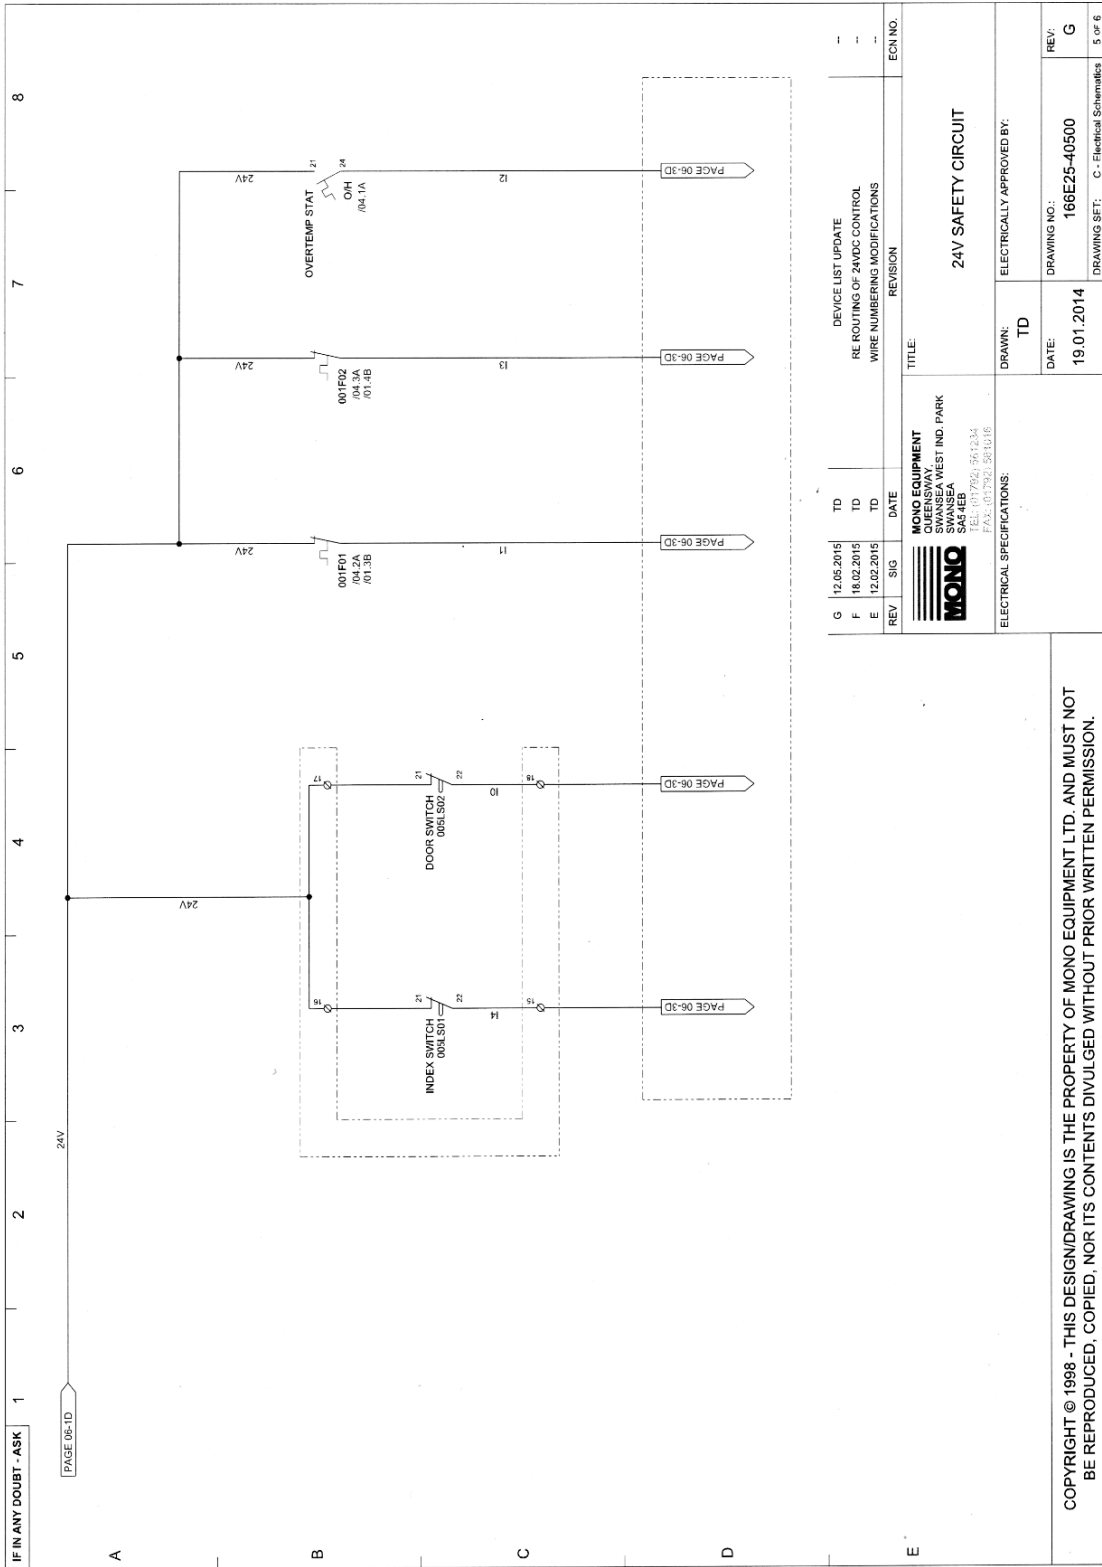 IF IN ANY DOUBT - ASK
1
2
3
4
5
6
7
8
A
B
C
D
E
PAGE 06-1D
24V
24V
24V
24V
24V
16
17
INDEX SWITCH
005LS01
21
22
I4
15
DOOR SWITCH
005LS02
21
22
I0
18
001F01
/04.2A
/01.3B
I1
001F02
/04.3A
/01.4B
I3
OVERTEMP STAT
21
24
O/H
/04.1A
I2
PAGE 06-3D
PAGE 06-3D
PAGE 06-3D
PAGE 06-3D
PAGE 06-3D
G 12.05.2015 TD DEVICE LIST UPDATE --
F 18.02.2015 TD RE ROUTING OF 24VDC CONTROL --
E 12.02.2015 TD WIRE NUMBERING MODIFICATIONS --
REV SIG DATE REVISION ECN NO.
MONO
MONO EQUIPMENT
QUEENSWAY,
SWANSEA WEST IND. PARK
SWANSEA
SA5 4EB
TEL: (01792) 561234
FAX: (01792) 561016
TITLE:
24V SAFETY CIRCUIT
ELECTRICAL SPECIFICATIONS:
DRAWN:
TD
ELECTRICALLY APPROVED BY:
DATE:
19.01.2014
DRAWING NO.:
166E25-40500
REV:
G
DRAWING SET: C - Electrical Schematics 5 OF 6
COPYRIGHT © 1998 - THIS DESIGN/DRAWING IS THE PROPERTY OF MONO EQUIPMENT LTD. AND MUST NOT
BE REPRODUCED, COPIED, NOR ITS CONTENTS DIVULGED WITHOUT PRIOR WRITTEN PERMISSION.